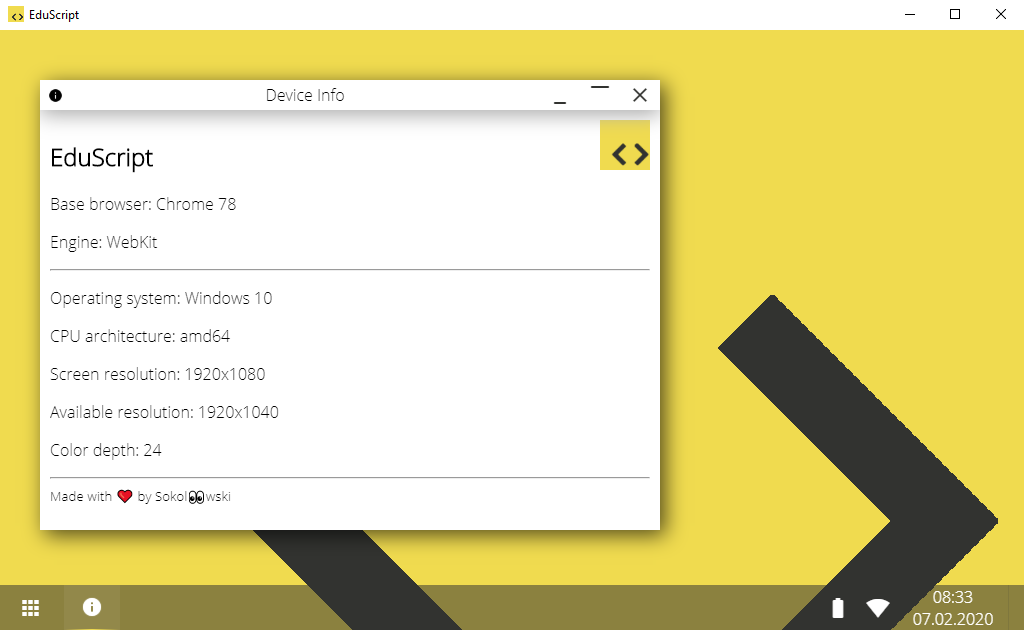 EduScript
Device Info
EduScript
Base browser: Chrome 78
Engine: WebKit
Operating system: Windows 10
CPU architecture: amd64
Screen resolution: 1920x1080
Available resolution: 1920x1040
Color depth: 24
Made with ❤️ by Sokol👀wski
08:33
07.02.2020